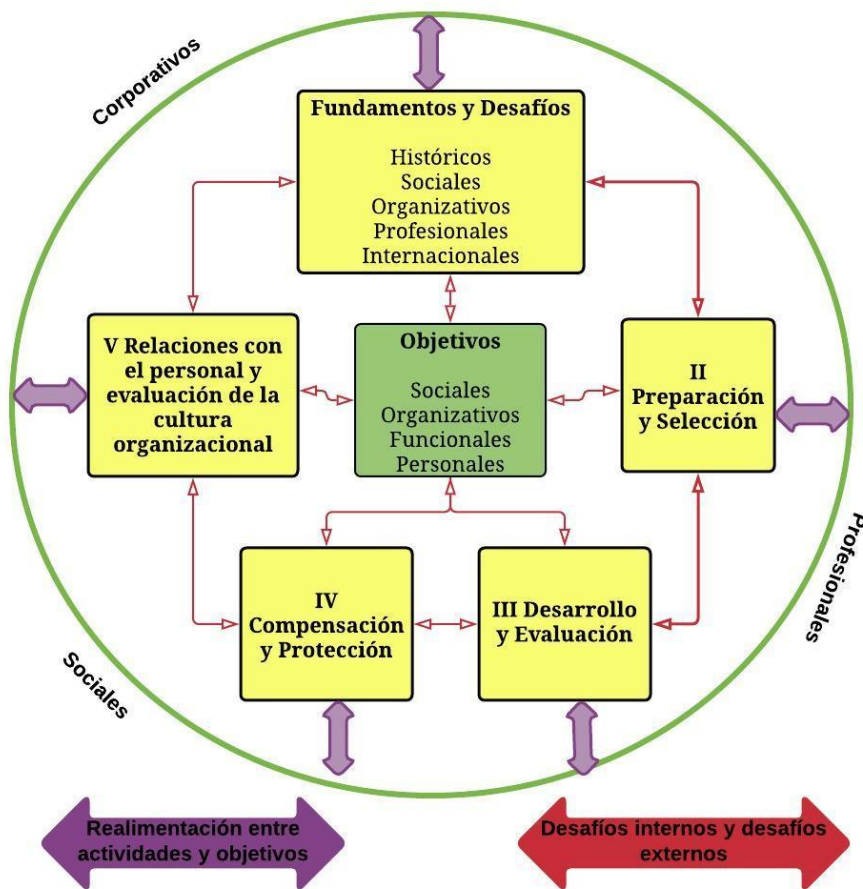 Corporativos
Fundamentos y Desafíos
Históricos
Sociales
Organizativos
Profesionales
Internacionales
V Relaciones con
el personal y
evaluación de la
cultura
organizacional
Objetivos
Sociales
Organizativos
Funcionales
Personales
II
Preparación
y Selección
IV
Compensación
y Protección
III Desarrollo
y Evaluación
Profesionales
Sociales
Realimentación entre
actividades y objetivos
Desafíos internos y desafíos
externos